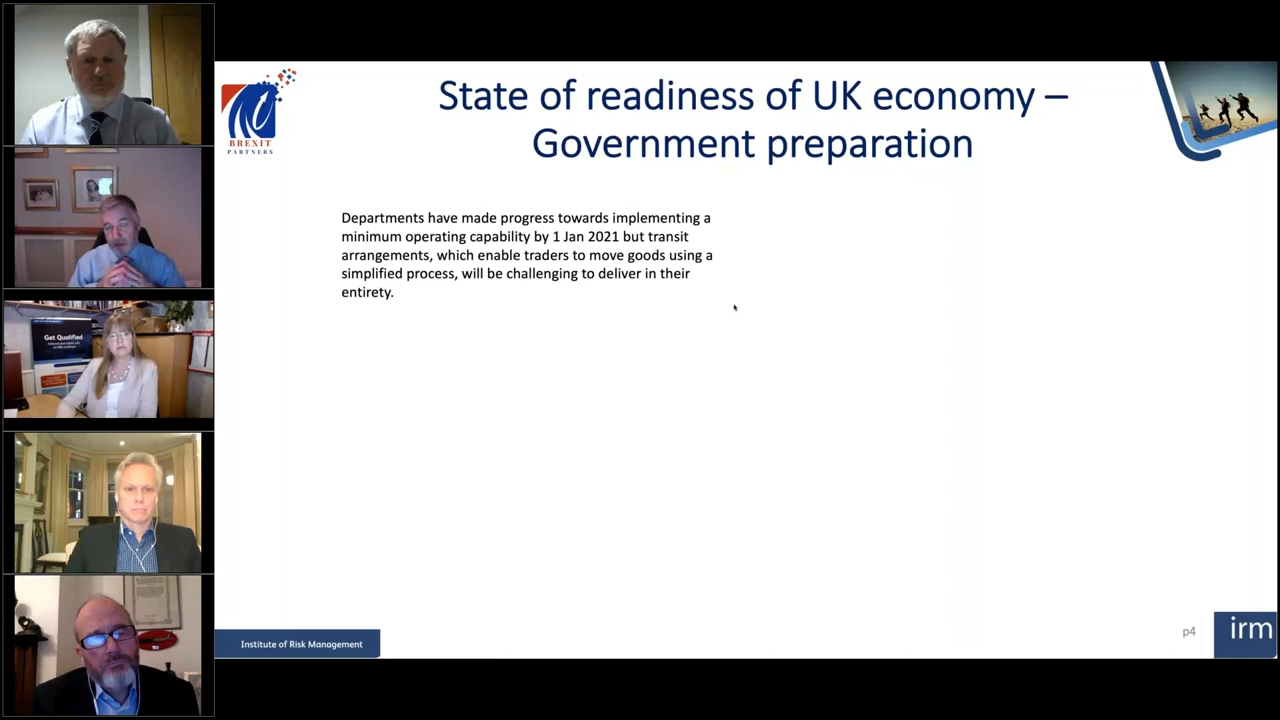 State of readiness of UK economy –
Government preparation
BREXIT
PARTNERS
Departments have made progress towards implementing a
minimum operating capability by 1 Jan 2021 but transit
arrangements, which enable traders to move goods using a
simplified process, will be challenging to deliver in their
entirety.
Get Qualified
Institute of Risk Management
p4
irm